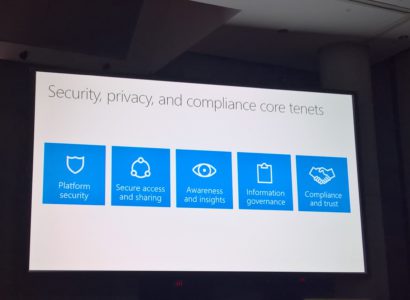 Security, privacy, and compliance core tenets
Platform
security
Secure access
and sharing
Awareness
and insights
Information
governance
Compliance
and trust